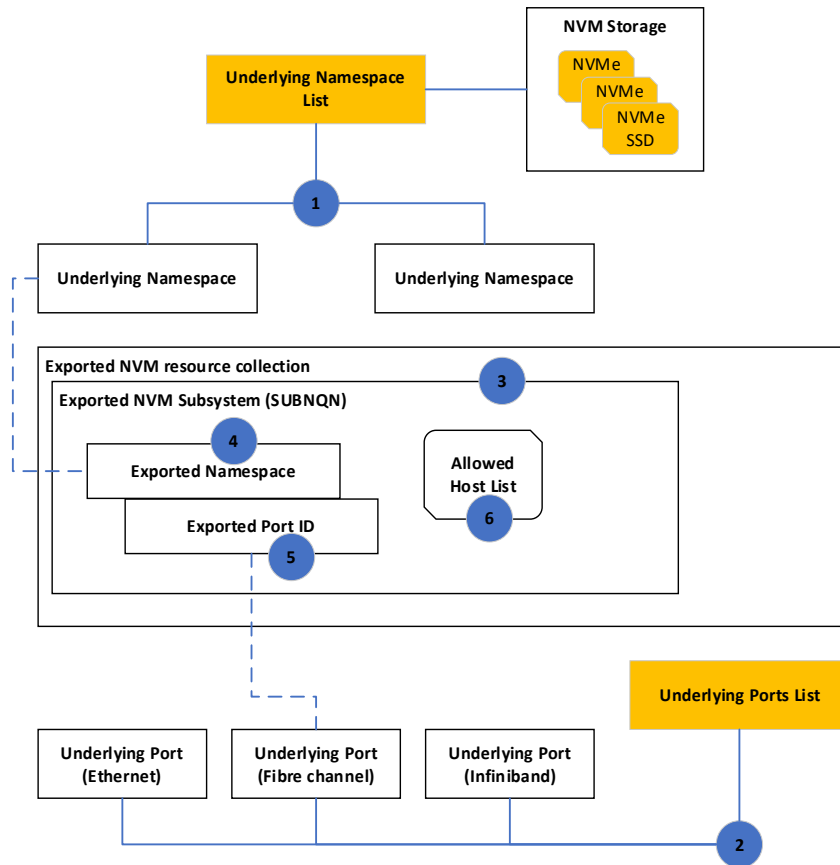 NVM Storage
NVMe
NVMe
NVMe
SSD
Underlying Namespace
List
1
Underlying Namespace
Underlying Namespace
Exported NVM resource collection
3
Exported NVM Subsystem (SUBNQN)
4
Exported Namespace
Allowed
Host List
6
Exported Port ID
5
Underlying Ports List
Underlying Port
(Ethernet)
Underlying Port
(Fibre channel)
Underlying Port
(Infiniband)
2